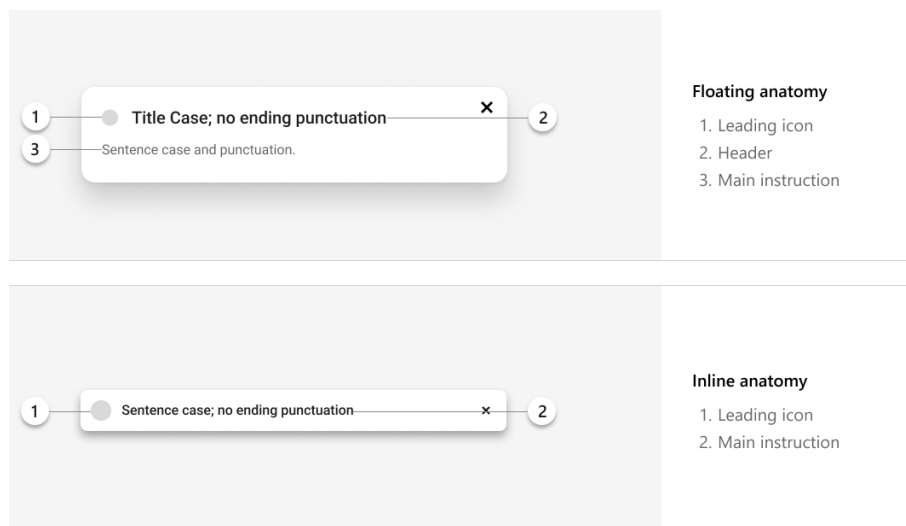 1
Title Case; no ending punctuation
2
3
Sentence case and punctuation.
Floating anatomy
1. Leading icon
2. Header
3. Main instruction
1
Sentence case; no ending punctuation
2
Inline anatomy
1. Leading icon
2. Main instruction